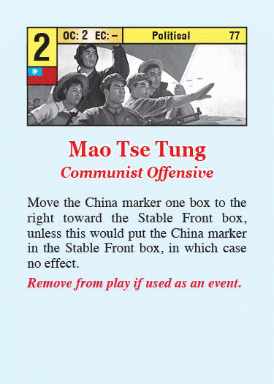 2
OC: 2 EC: – Political 77
Mao Tse Tung
Communist Offensive
Move the China marker one box to the
right toward the Stable Front box,
unless this would put the China marker
in the Stable Front box, in which case
no effect.
Remove from play if used as an event.